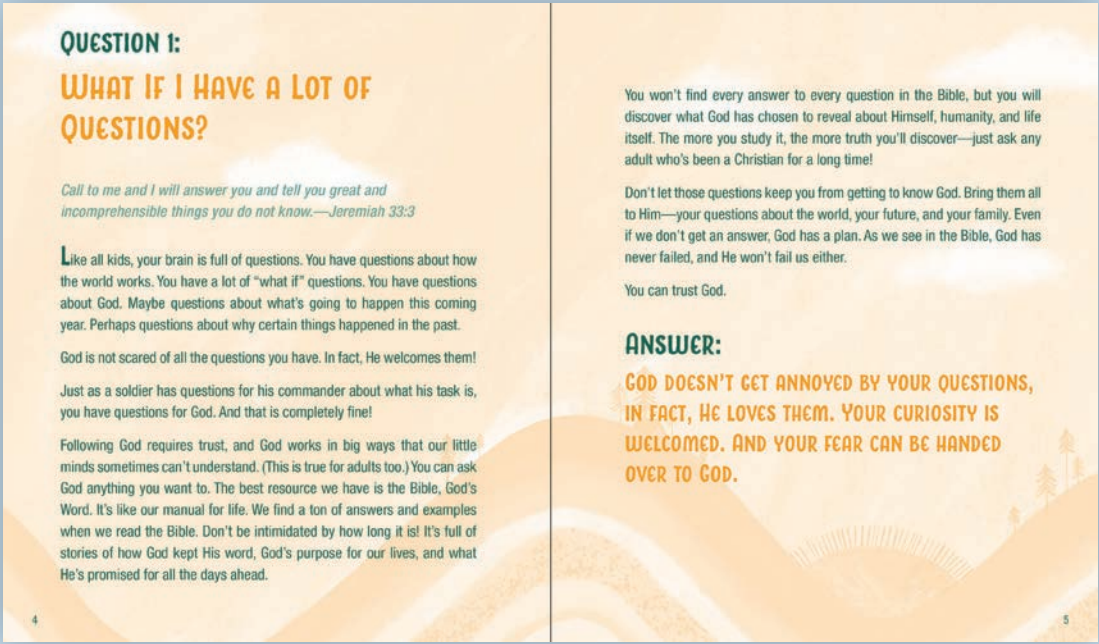 QUESTION 1:
WHAT IF I HAVE A LOT OF
QUESTIONS?
Call to me and I will answer you and tell you great and
incomprehensible things you do not know.—Jeremiah 33:3
Like all kids, your brain is full of questions. You have questions about how
the world works. You have a lot of “what if” questions. You have questions
about God. Maybe questions about what’s going to happen this coming
year. Perhaps questions about why certain things happened in the past.
God is not scared of all the questions you have. In fact, He welcomes them!
Just as a soldier has questions for his commander about what his task is,
you have questions for God. And that is completely fine!
Following God requires trust, and God works in big ways that our little
minds sometimes can’t understand. (This is true for adults too.) You can ask
God anything you want to. The best resource we have is the Bible, God’s
Word. It’s like our manual for life. We find a ton of answers and examples
when we read the Bible. Don’t be intimidated by how long it is! It’s full of
stories of how God kept His word, God’s purpose for our lives, and what
He’s promised for all the days ahead.
4
You won’t find every answer to every question in the Bible, but you will
discover what God has chosen to reveal about Himself, humanity, and life
itself. The more you study it, the more truth you’ll discover—just ask any
adult who’s been a Christian for a long time!
Don’t let those questions keep you from getting to know God. Bring them all
to Him—your questions about the world, your future, and your family. Even
if we don’t get an answer, God has a plan. As we see in the Bible, God has
never failed, and He won’t fail us either.
You can trust God.
ANSWER:
GOD DOESN’T GET ANNOYED BY YOUR QUESTIONS,
IN FACT, HE LOVES THEM. YOUR CURIOSITY IS
WELCOMED. AND YOUR FEAR CAN BE HANDED
OVER TO GOD.
5